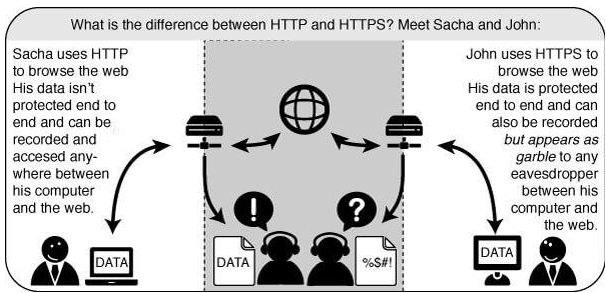 What is the difference between HTTP and HTTPS? Meet Sacha and John:
Sacha uses HTTP
to browse the web
His data isn't
protected end to
end and can be
recorded and
accesed any-
where between
his computer
and the web.
John uses HTTPS to
browse the web
His data is protected
end to end and can
also be recorded
but appears as
garble to any
eavesdropper
between his
computer and
the web.
!
?
DATA
DATA
%$#!
DATA